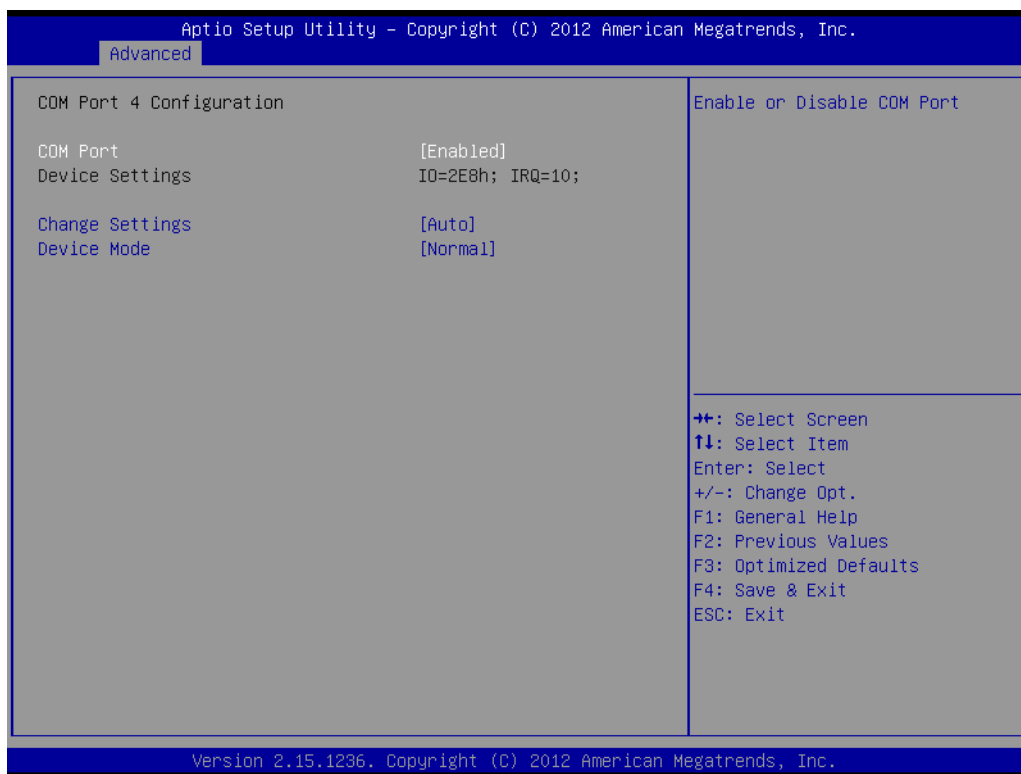 Aptio Setup Utility – Copyright (C) 2012 American Megatrends, Inc.
Advanced
COM Port 4 Configuration
COM Port [Enabled]
Device Settings IO=2E8h; IRQ=10;
Change Settings [Auto]
Device Mode [Normal]
Enable or Disable COM Port
→←: Select Screen
↑↓: Select Item
Enter: Select
+/-: Change Opt.
F1: General Help
F2: Previous Values
F3: Optimized Defaults
F4: Save & Exit
ESC: Exit
Version 2.15.1236. Copyright (C) 2012 American Megatrends, Inc.